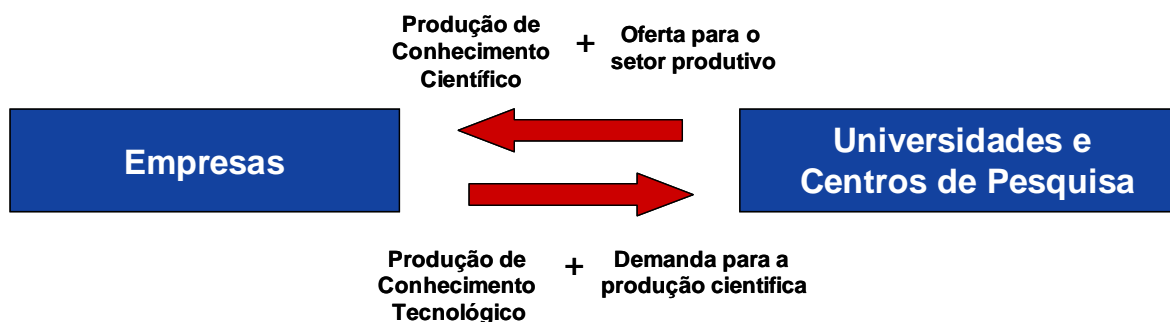 Produção de
Conhecimento
Científico
+
Oferta para o
setor produtivo
Empresas
Universidades e
Centros de Pesquisa
Produção de
Conhecimento
Tecnológico
+
Demanda para a
produção cientifica